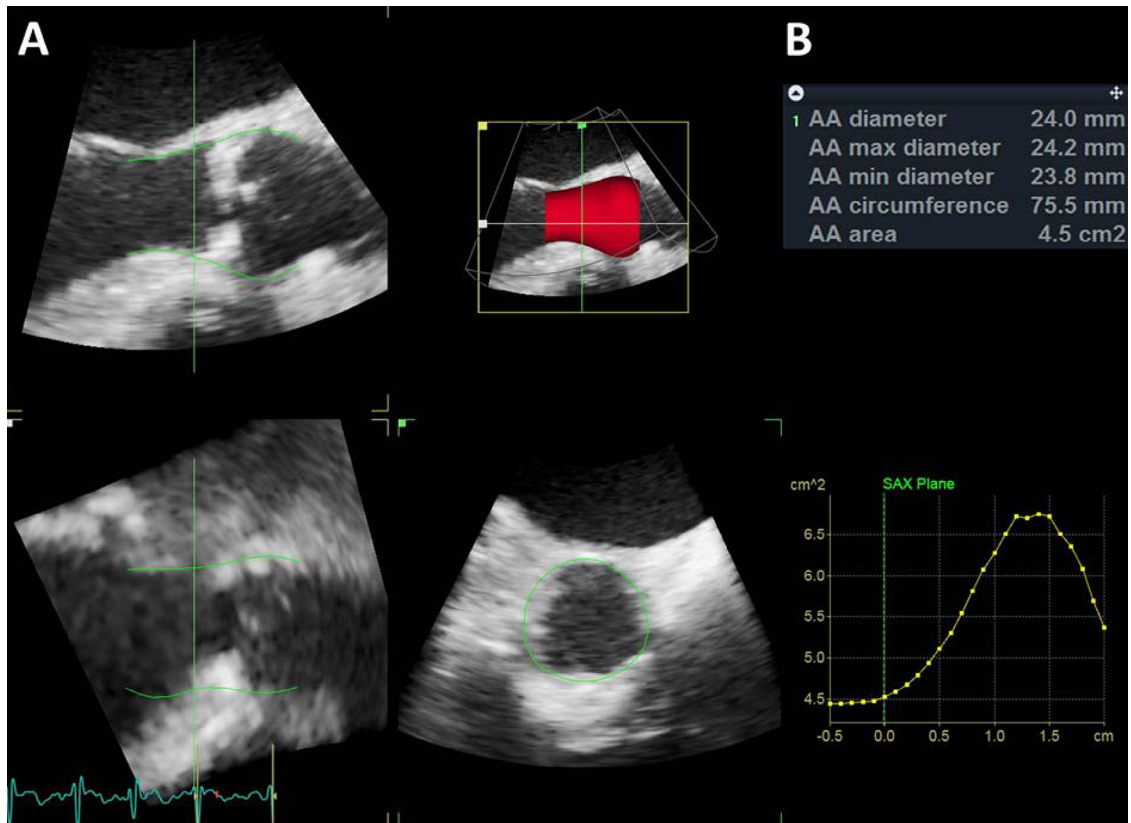 A
B
1 AA diameter 24.0 mm
AA max diameter 24.2 mm
AA min diameter 23.8 mm
AA circumference 75.5 mm
AA area 4.5 cm2
cm^2
SAX Plane
6.5
6.0
5.5
5.0
4.5
-0.5 0.0 0.5 1.0 1.5 cm